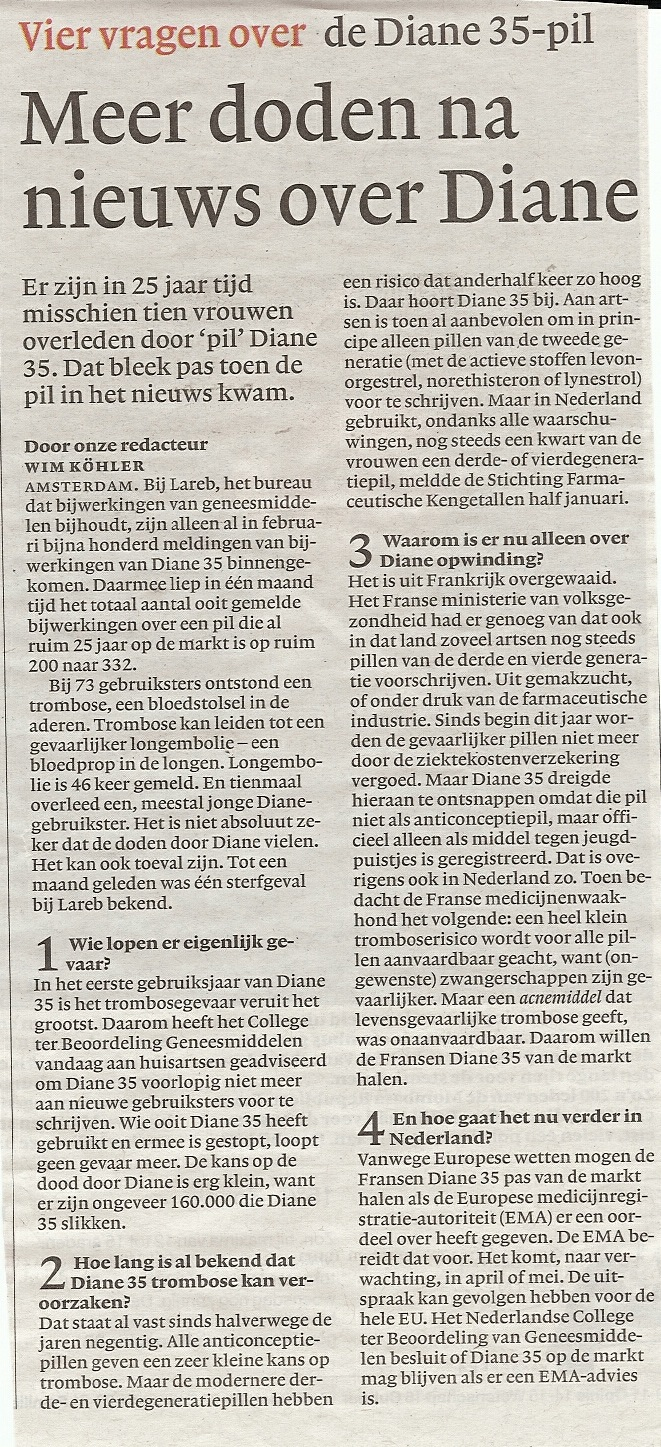 Vier vragen over de Diane 35-pil
Meer doden na
nieuws over Diane
Er zijn in 25 jaar tijd
misschien tien vrouwen
overleden door ‘pil’ Diane
35. Dat bleek pas toen de
pil in het nieuws kwam.
Door onze redacteur
WIM KÖHLER
AMSTERDAM. Bij Lareb, het bureau
dat bijwerkingen van geneesmidde-
len bijhoudt, zijn alleen al in februa-
ri bijna honderd meldingen van bij-
werkingen van Diane 35 binnenge-
komen. Daarmee liep in één maand
tijd het totaal aantal ooit gemelde
bijwerkingen over een pil die al
ruim 25 jaar op de markt is op ruim
200 naar 332.
Bij 73 gebruiksters ontstond een
trombose, een bloedstolsel in de
aderen. Trombose kan leiden tot een
gevaarlijker longembolie – een
bloedprop in de longen. Longembo-
lie is 46 keer gemeld. En tienmaal
overleed een, meestal jonge Diane-
gebruikster. Het is niet absoluut ze-
ker dat de doden door Diane vielen.
Het kan ook toeval zijn. Tot een
maand geleden was één sterfgeval
bij Lareb bekend.
1 Wie lopen er eigenlijk ge-
vaar?
In het eerste gebruiksjaar van Diane
35 is het trombosegevaar veruit het
grootst. Daarom heeft het College
ter Beoordeling Geneesmiddelen
vandaag aan huisartsen geadviseerd
om Diane 35 voorlopig niet meer
aan nieuwe gebruiksters voor te
schrijven. Wie ooit Diane 35 heeft
gebruikt en ermee is gestopt, loopt
geen gevaar meer. De kans op de
dood door Diane is erg klein, want
er zijn ongeveer 160.000 die Diane
35 slikken.
2 Hoe lang is al bekend dat
Diane 35 trombose kan ver-
oorzaken?
Dat staat al vast sinds halverwege de
jaren negentig. Alle anticonceptie-
pillen geven een zeer kleine kans op
trombose. Maar de modernere der-
de- en vierdegeneratiepillen hebben
een risico dat anderhalf keer zo hoog
is. Daar hoort Diane 35 bij. Aan art-
sen is toen al aanbevolen om in prin-
cipe alleen pillen van de tweede ge-
neratie (met de actieve stoffen levon-
orgestrel, norethisteron of lynestrol)
voor te schrijven. Maar in Nederland
gebruikt, ondanks alle waarschu-
wingen, nog steeds een kwart van de
vrouwen een derde- of vierdegenera-
tiepil, meldde de Stichting Farma-
ceutische Kengetallen half januari.
3 Waarom is er nu alleen over
Diane opwinding?
Het is uit Frankrijk overgewaaid.
Het Franse ministerie van volksge-
zondheid had er genoeg van dat ook
in dat land zoveel artsen nog steeds
pillen van de derde en vierde genera-
tie voorschrijven. Uit gemakzucht,
of onder druk van de farmaceutische
industrie. Sinds begin dit jaar wor-
den de gevaarlijker pillen niet meer
door de ziektekostenverzekering
vergoed. Maar Diane 35 dreigde
hieraan te ontsnappen omdat die pil
niet als anticonceptiepil, maar offi-
cieel alleen als middel tegen jeugd-
puistjes is geregistreerd. Dat is ove-
rigens ook in Nederland zo. Toen be-
dacht de Franse medicijnenwaak-
hond het volgende: een heel klein
tromboserisico wordt voor alle pil-
len aanvaardbaar geacht, want (on-
gewenste) zwangerschappen zijn ge-
vaarlijker. Maar een acnemiddel dat
levensgevaarlijke trombose geeft,
was onaanvaardbaar. Daarom willen
de Fransen Diane 35 van de markt
halen.
4 En hoe gaat het nu verder in
Nederland?
Vanwege Europese wetten mogen de
Fransen Diane 35 pas van de markt
halen als de Europese medicijnregi-
stratie-autoriteit (EMA) er een oor-
deel over heeft gegeven. De EMA be-
reidt dat voor. Het komt, naar ver-
wachting, in april of mei. De uit-
spraak kan gevolgen hebben voor de
hele EU. Het Nederlandse College
ter Beoordeling van Geneesmidde-
len besluit of Diane 35 op de markt
mag blijven als er een EMA-advies
is.